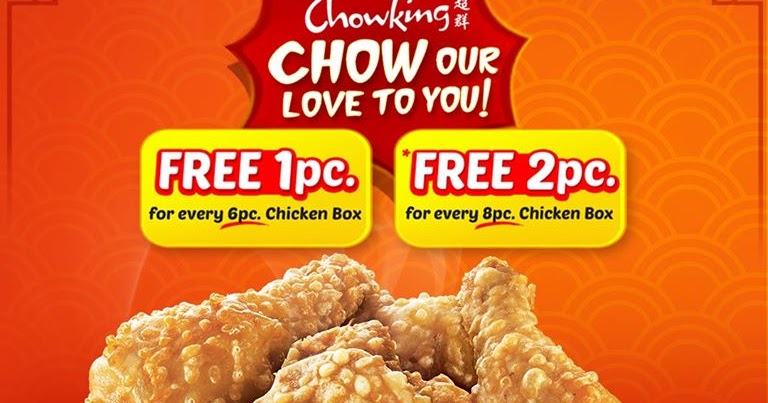 Chowking 超群
CHOW OUR
LOVE TO YOU!
FREE 1pc.
for every 6pc. Chicken Box
*FREE 2pc.
for every 8pc. Chicken Box